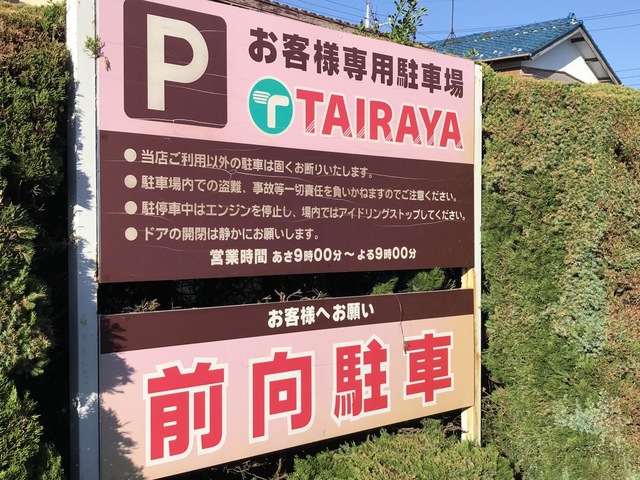 P
お客様専用駐車場
TAIRAYA
● 当店ご利用以外の駐車は固くお断りいたします。
● 駐車場内での盗難、事故等一切責任を負いかねますのでご注意ください。
● 駐停車中はエンジンを停止し、場内ではアイドリングストップしてください。
● ドアの開閉は静かにお願いします。
営業時間 あさ9時00分～よる9時00分
お客様へお願い
前向駐車